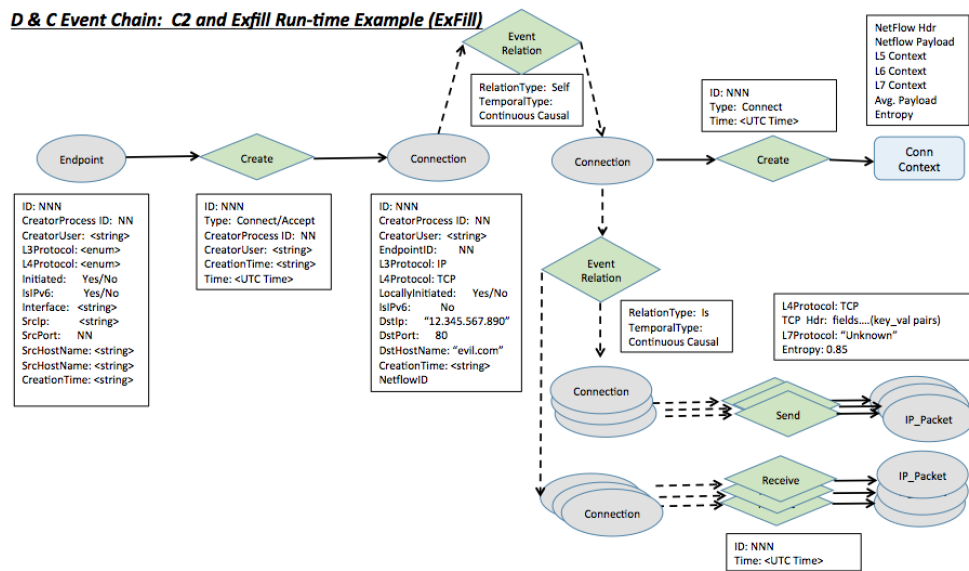 D & C Event Chain: C2 and Exfill Run-time Example (ExFill)
Event
Relation
RelationType: Self
TemporalType:
Continuous Causal
NetFlow Hdr
Netflow Payload
L5 Context
L6 Context
L7 Context
Avg. Payload
Entropy
ID: NNN
Type: Connect
Time: <UTC Time>
Endpoint
Create
Connection
Connection
Create
Conn
Context
ID: NNN
CreatorProcess ID: NN
CreatorUser: <string>
L3Protocol: <enum>
L4Protocol: <enum>
Initiated: Yes/No
IsIPv6: Yes/No
Interface: <string>
SrcIp: <string>
SrcPort: NN
SrcHostName: <string>
SrcHostName: <string>
CreationTime: <string>
ID: NNN
Type: Connect/Accept
CreatorProcess ID: NN
CreatorUser: <string>
CreationTime: <string>
Time: <UTC Time>
ID: NNN
CreatorProcess ID: NN
CreatorUser: <string>
EndpointID: NN
L3Protocol: IP
L4Protocol: TCP
LocallyInitiated: Yes/No
IsIPv6: No
DstIp: “12.345.567.890”
DstPort: 80
DstHostName: “evil.com”
CreationTime: <string>
NetflowID
Event
Relation
RelationType: Is
TemporalType:
Continuous Causal
L4Protocol: TCP
TCP Hdr: fields....(key_val pairs)
L7Protocol: “Unknown”
Entropy: 0.85
Connection
Send
IP_Packet
Connection
Receive
IP_Packet
ID: NNN
Time: <UTC Time>